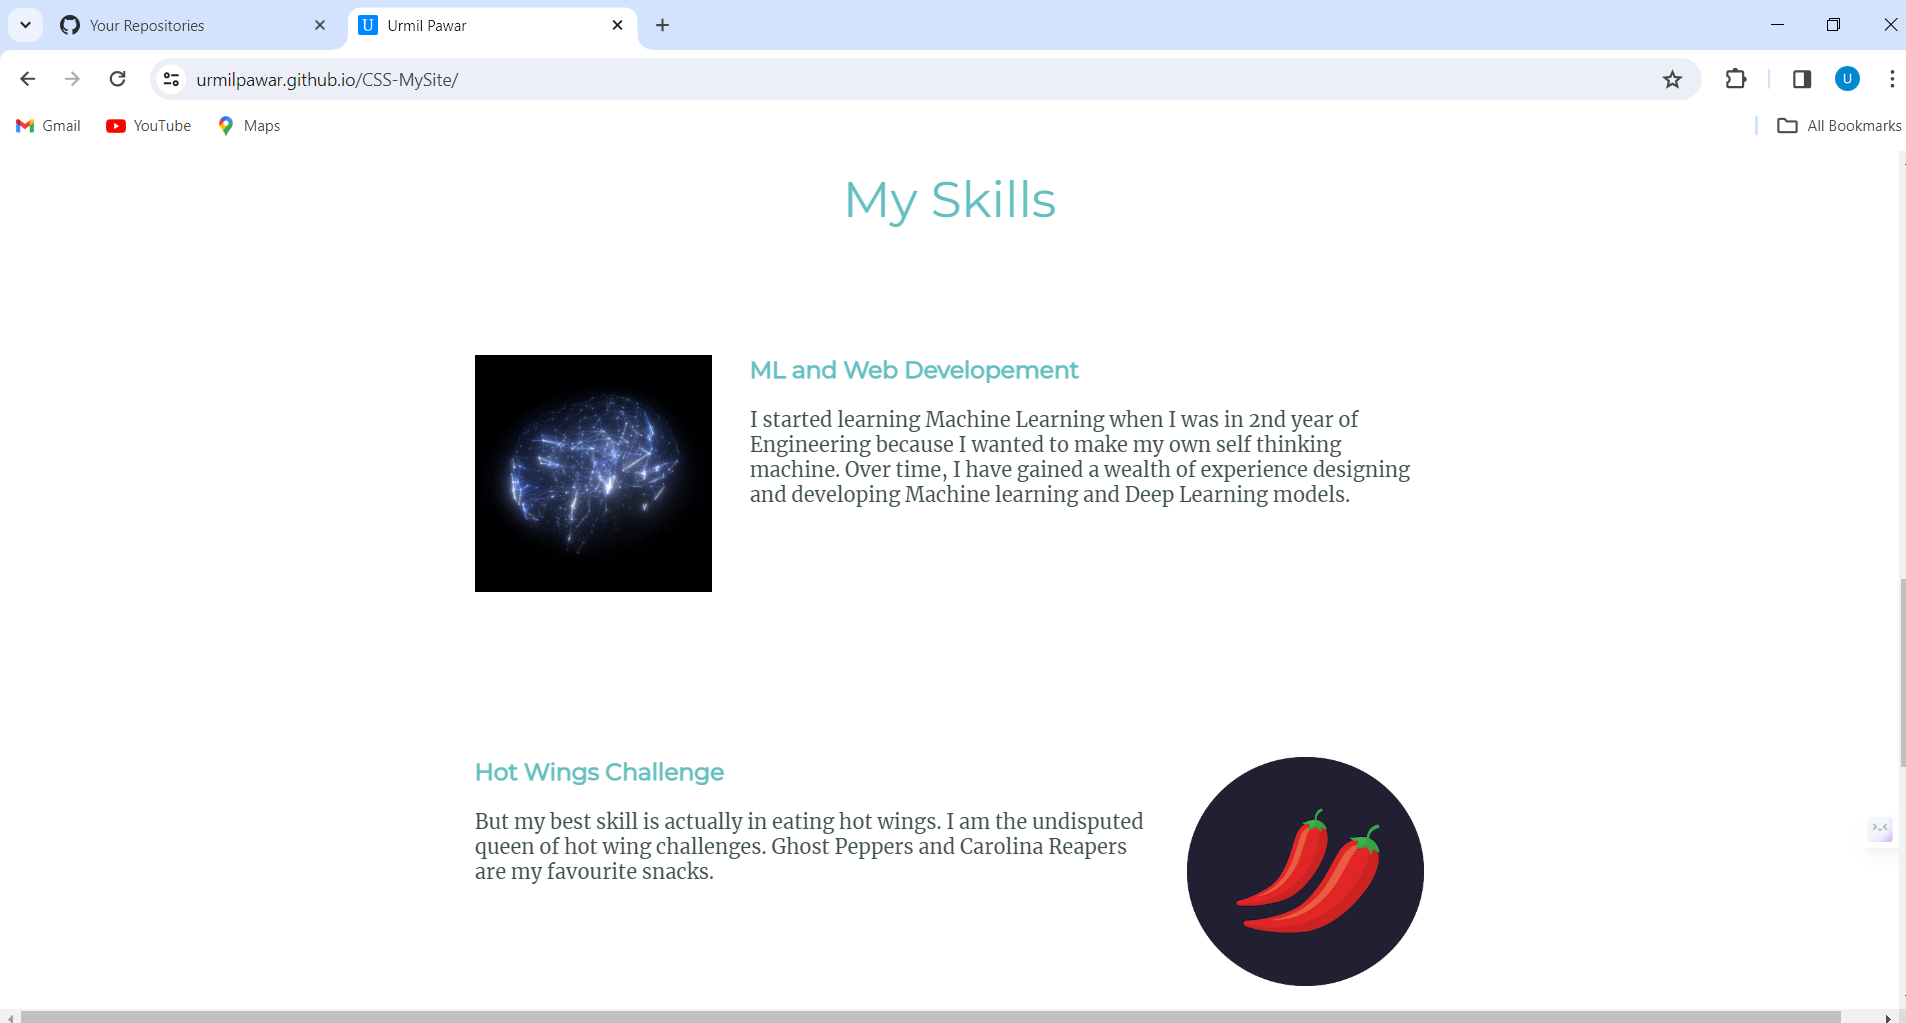 Your Repositories
U Urmil Pawar
urmilpawar.github.io/CSS-MySite/
U
Gmail
YouTube
Maps
All Bookmarks
My Skills
ML and Web Developement
I started learning Machine Learning when I was in 2nd year of
Engineering because I wanted to make my own self thinking
machine. Over time, I have gained a wealth of experience designing
and developing Machine learning and Deep Learning models.
Hot Wings Challenge
But my best skill is actually in eating hot wings. I am the undisputed
queen of hot wing challenges. Ghost Peppers and Carolina Reapers
are my favourite snacks.